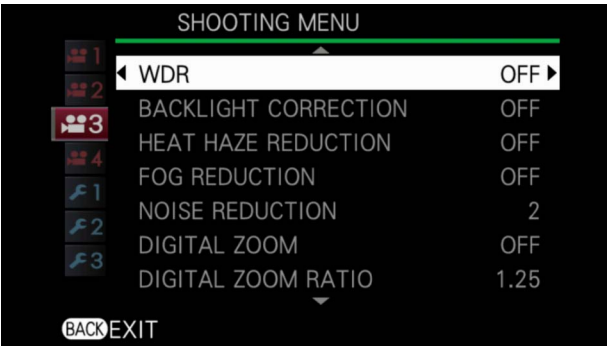 SHOOTING MENU
1
2
3
4
1
2
3
WDR OFF
BACKLIGHT CORRECTION OFF
HEAT HAZE REDUCTION OFF
FOG REDUCTION OFF
NOISE REDUCTION 2
DIGITAL ZOOM OFF
DIGITAL ZOOM RATIO 1.25
BACK EXIT